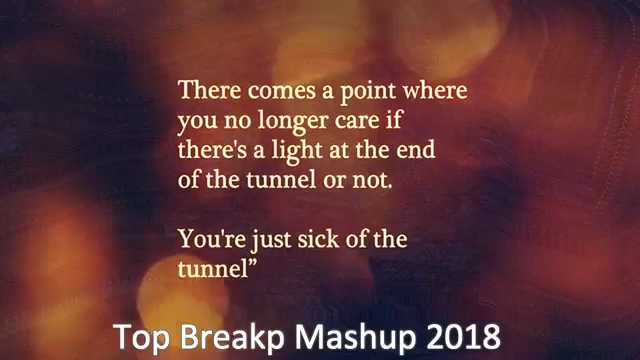 There comes a point where
you no longer care if
there's a light at the end
of the tunnel or not.
You're just sick of the
tunnel”
Top Breakp Mashup 2018